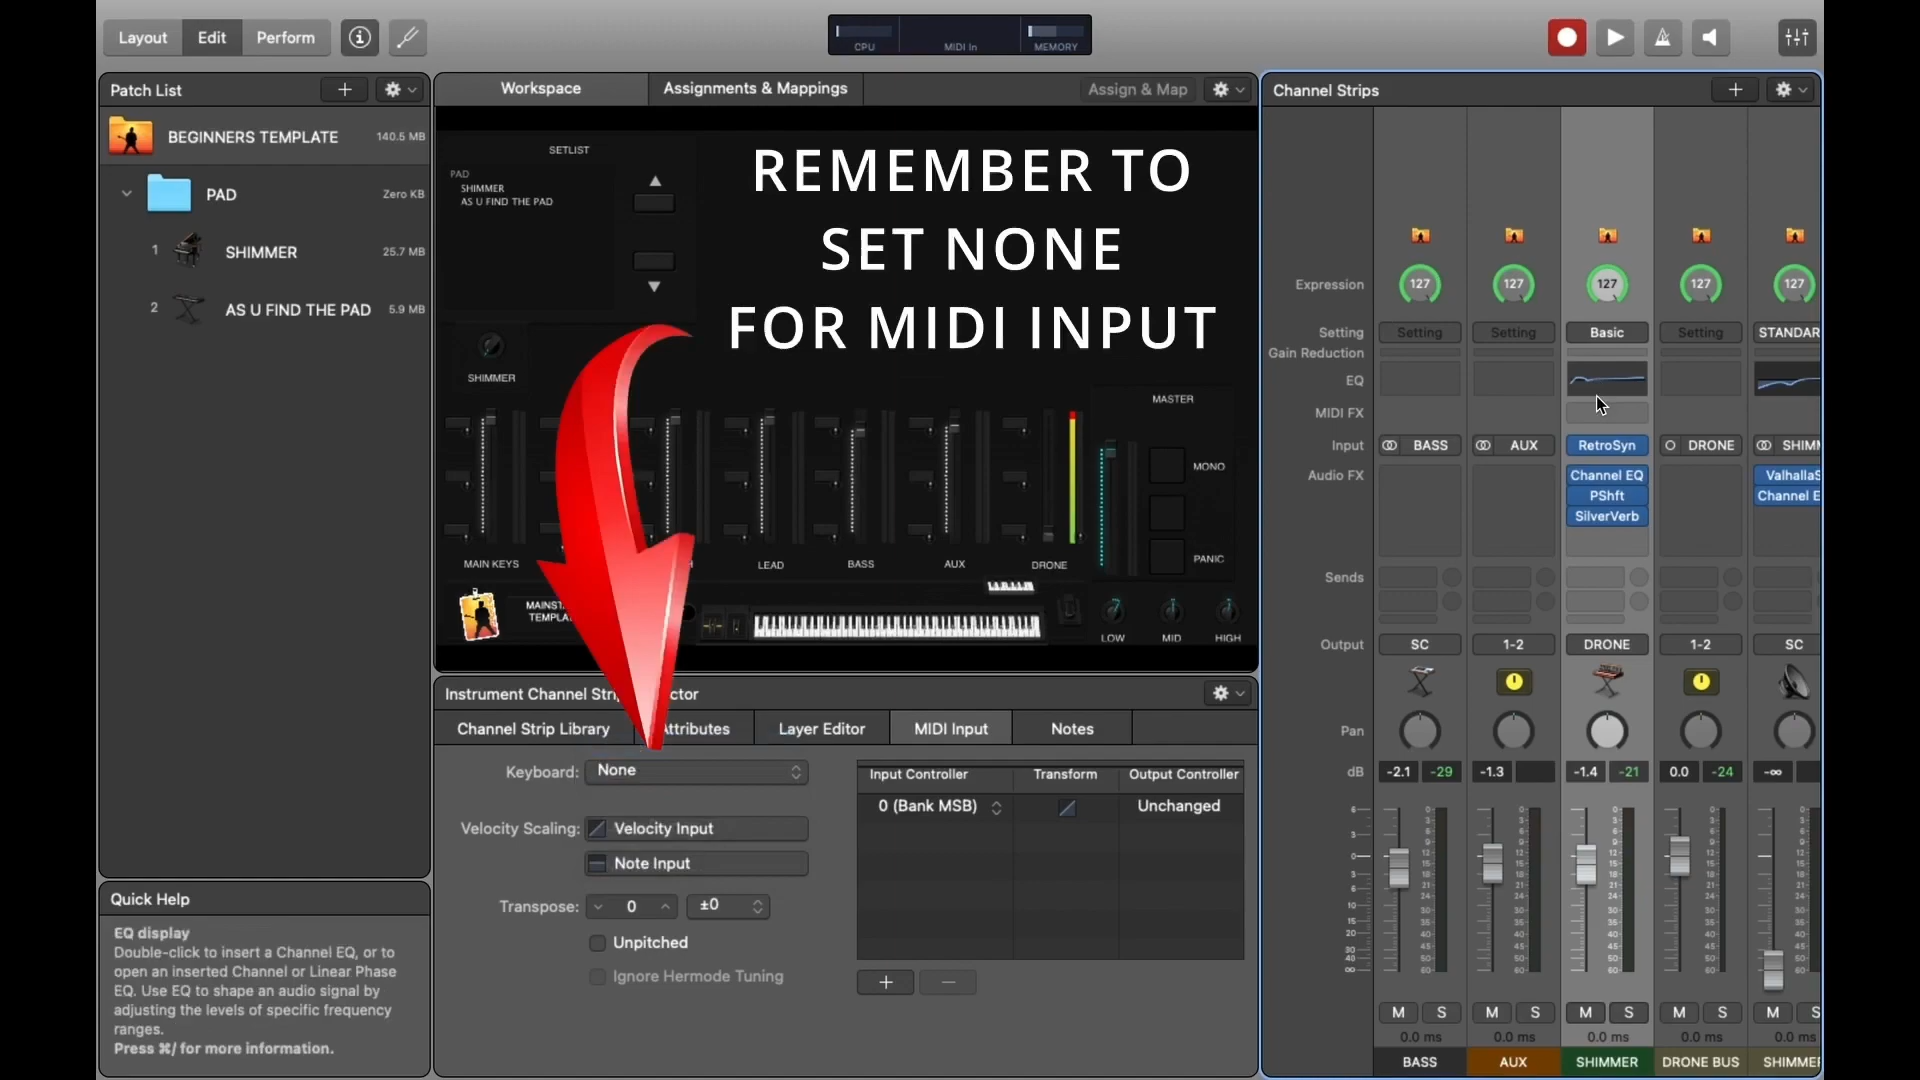 Layout Edit Perform
CPU MIDI In MEMORY
Patch List
BEGINNERS TEMPLATE 140.5 MB
PAD Zero KB
1 SHIMMER 25.7 MB
2 AS U FIND THE PAD 5.9 MB
Quick Help
EQ display
Double-click to insert a Channel EQ, or to
open an inserted Channel or Linear Phase
EQ. Use EQ to shape an audio signal by
adjusting the levels of specific frequency
ranges.
Press ⌘/ for more information.
Workspace Assignments & Mappings Assign & Map
SETLIST
PAD
SHIMMER
AS U FIND THE PAD
REMEMBER TO
SET NONE
FOR MIDI INPUT
SHIMMER
MASTER
MONO
PANIC
MAIN KEYS LEAD BASS AUX DRONE
LOW MID HIGH
Instrument Channel
Channel Strip Library Attributes Layer Editor MIDI Input Notes
Keyboard: None
Velocity Scaling: Velocity Input
Note Input
Transpose: 0 ±0
Unpitched
Ignore Hermode Tuning
Input Controller Transform Output Controller
0 (Bank MSB) Unchanged
Channel Strips
Expression 127 127 127 127 127
Setting Setting Setting Basic Setting STANDAR
Gain Reduction
EQ
MIDI FX
Input BASS AUX RetroSyn DRONE SHIMM
Audio FX Channel EQ ValhallaS
PShft Channel E
SilverVerb
Sends
Output SC 1-2 DRONE 1-2 SC
Pan
dB -2.1 -29 -1.3 -1.4 -21 0.0 -24 -∞
M S M S M S M S M S
0.0 ms 0.0 ms 0.0 ms 0.0 ms 0.0 ms
BASS AUX SHIMMER DRONE BUS SHIMMER